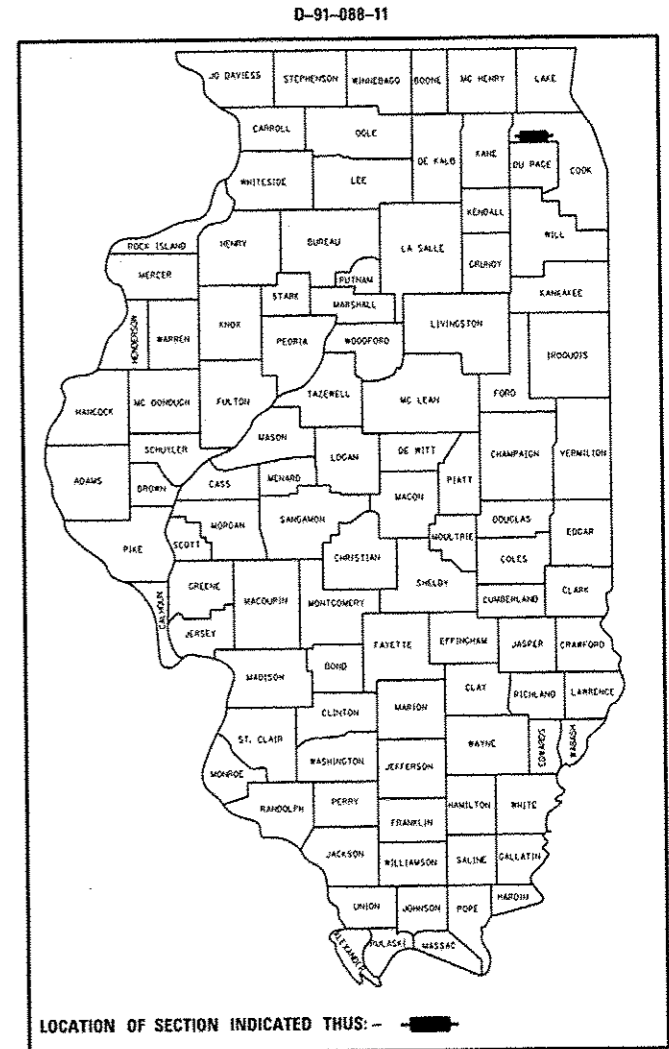 D-91-088-11
JO DAVIESS STEPHENSON WINNEBAGO BOONE MC HENRY LAKE
CARROLL OGLE DE KALB KANE DU PAGE COOK
WHITESIDE LEE
KENDALL
ROCK ISLAND HENRY BUREAU LA SALLE GRUNDY WILL
MERCER PUTNAM KANKAKEE
STARK MARSHALL
HENDERSON WARREN KNOX PEORIA WOODFORD LIVINGSTON IROQUOIS
HANCOCK MC DONOUGH FULTON TAZEWELL MC LEAN FORD
MASON
SCHUYLER LOGAN DE WITT CHAMPAIGN VERMILION
ADAMS BROWN CASS MENARD PIATT
MACON
MORGAN SANGAMON DOUGLAS
PIKE SCOTT CHRISTIAN MOULTRIE COLES EDGAR
GREENE SHELBY
CALHOUN MACOUPIN MONTGOMERY CUMBERLAND CLARK
JERSEY
FAYETTE EFFINGHAM JASPER CRAWFORD
MADISON BOND
CLAY RICHLAND LAWRENCE
CLINTON MARION
ST. CLAIR WAYNE EDWARDS WABASH
WASHINGTON JEFFERSON
MONROE
RANDOLPH PERRY HAMILTON WHITE
FRANKLIN
JACKSON WILLIAMSON SALINE GALLATIN
HARDIN
UNION JOHNSON POPE
ALEXANDER PULASKI MASSAC
LOCATION OF SECTION INDICATED THUS: -